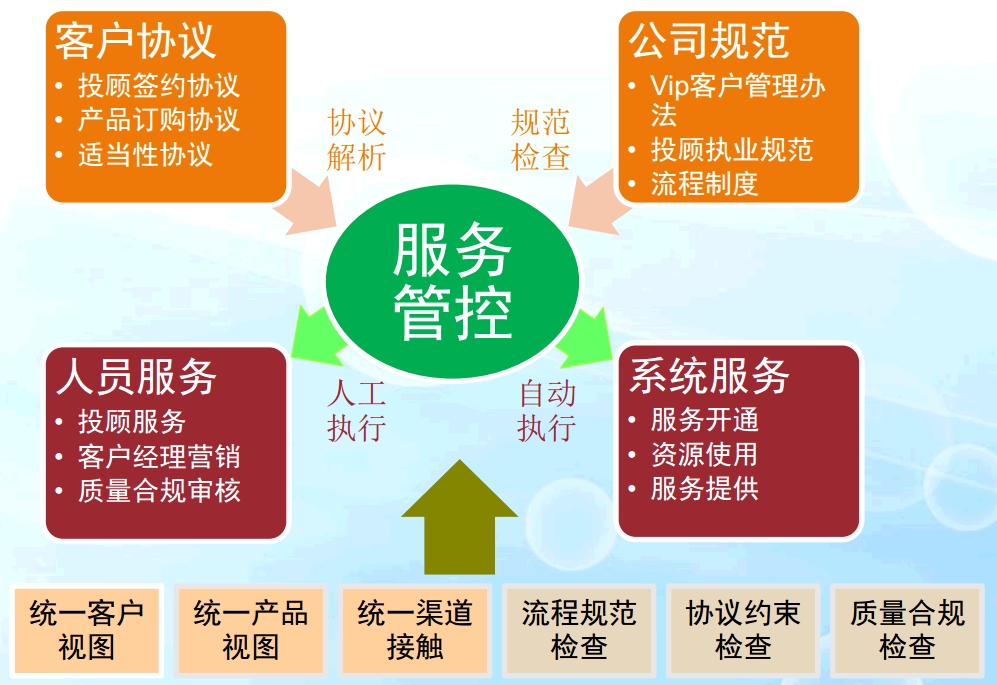 客户协议
• 投顾签约协议
• 产品订购协议
• 适当性协议
协议
解析
规范
检查
公司规范
• Vip客户管理办
法
• 投顾执业规范
• 流程制度
服务
管控
人员服务
• 投顾服务
• 客户经理营销
• 质量合规审核
人工
执行
自动
执行
系统服务
• 服务开通
• 资源使用
• 服务提供
统一客户
视图
统一产品
视图
统一渠道
接触
流程规范
检查
协议约束
检查
质量合规
检查